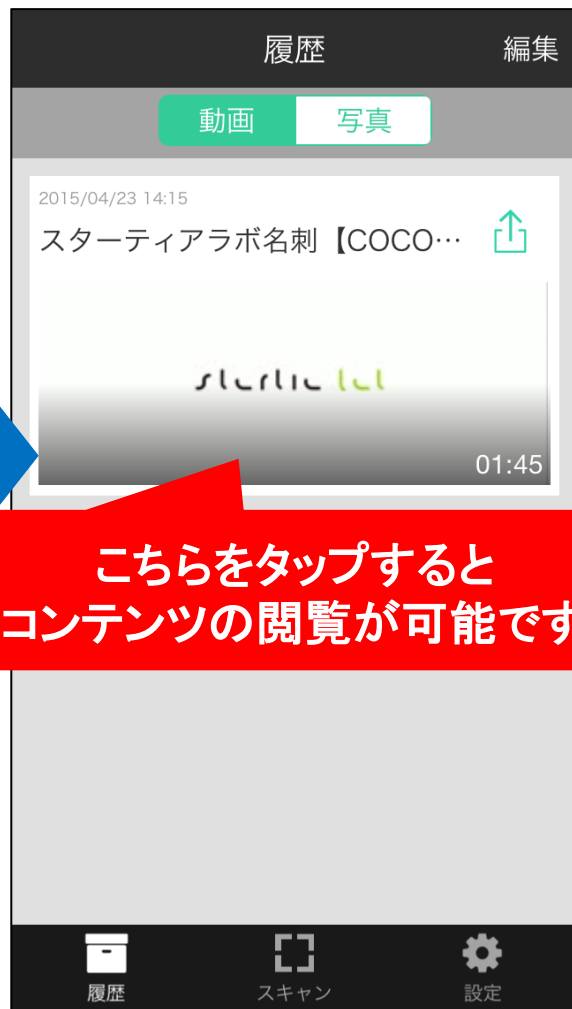 履歴
編集
動画
写真
2015/04/23 14:15
スターティアラボ名刺【COCO…
startia lab
01:45
こちらをタップすると
コンテンツの閲覧が可能です
履歴
スキャン
設定